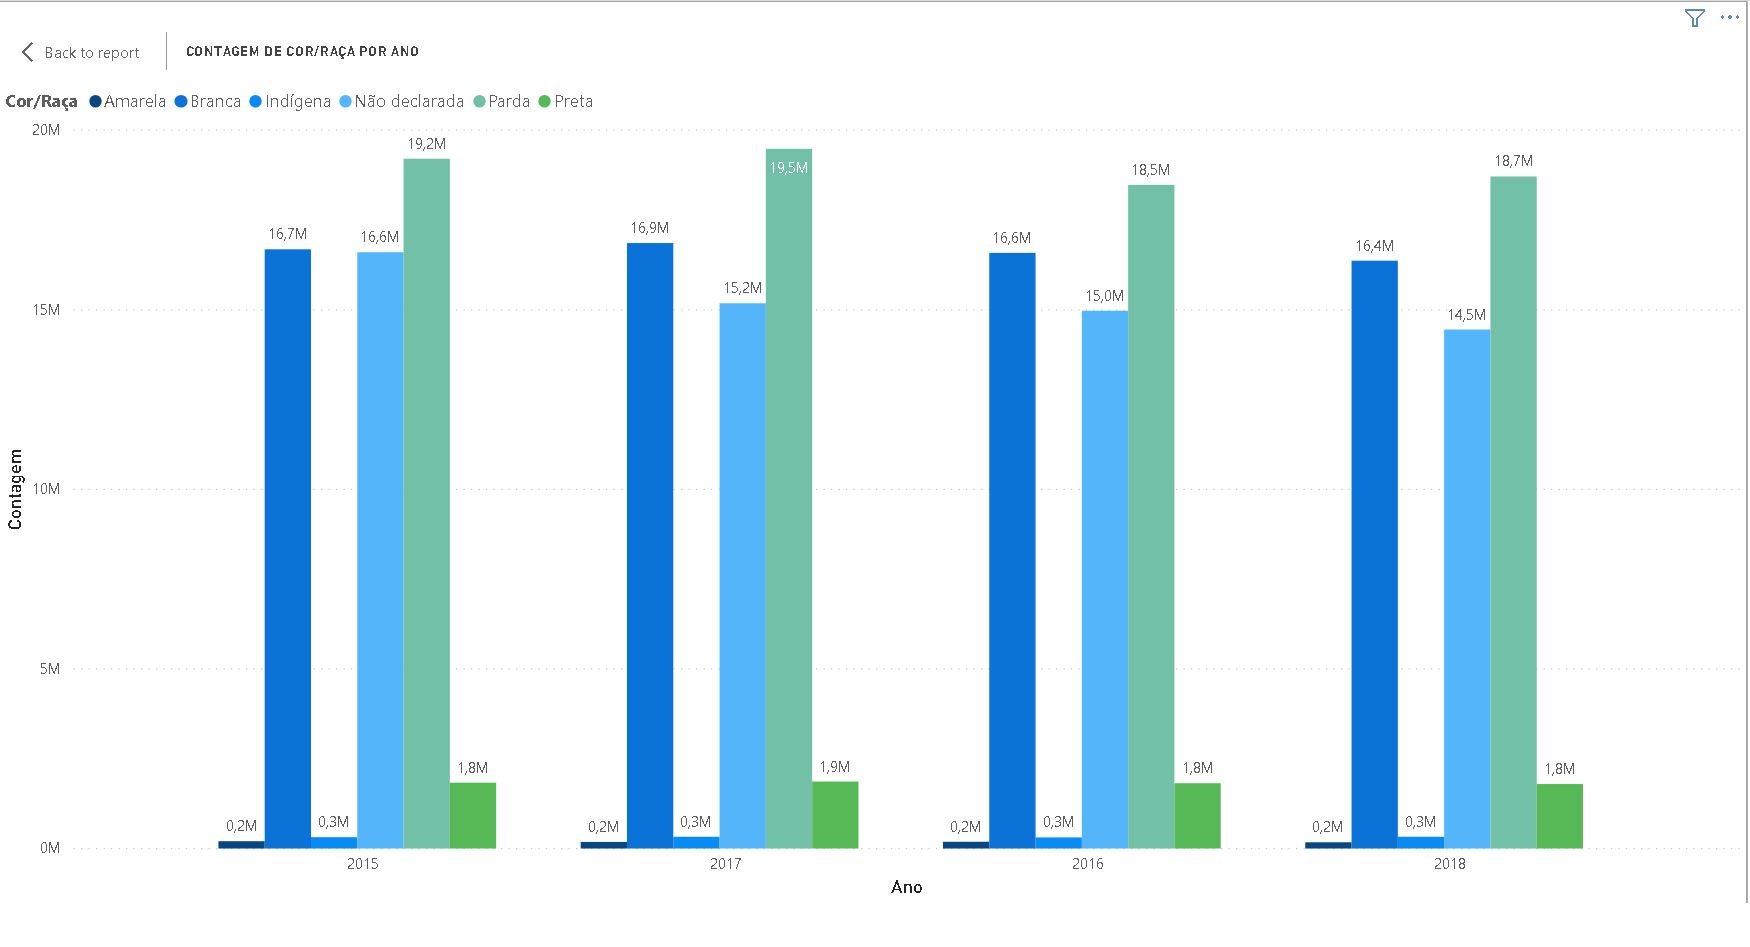 Back to report
CONTAGEM DE COR/RAÇA POR ANO
Cor/Raça Amarela Branca Indígena Não declarada Parda Preta
20M
15M
10M
5M
0M
Contagem
0,2M 16,7M 0,3M 16,6M 19,2M 1,8M
0,2M 16,9M 0,3M 15,2M 19,5M 1,9M
0,2M 16,6M 0,3M 15,0M 18,5M 1,8M
0,2M 16,4M 0,3M 14,5M 18,7M 1,8M
2015 2017 2016 2018
Ano